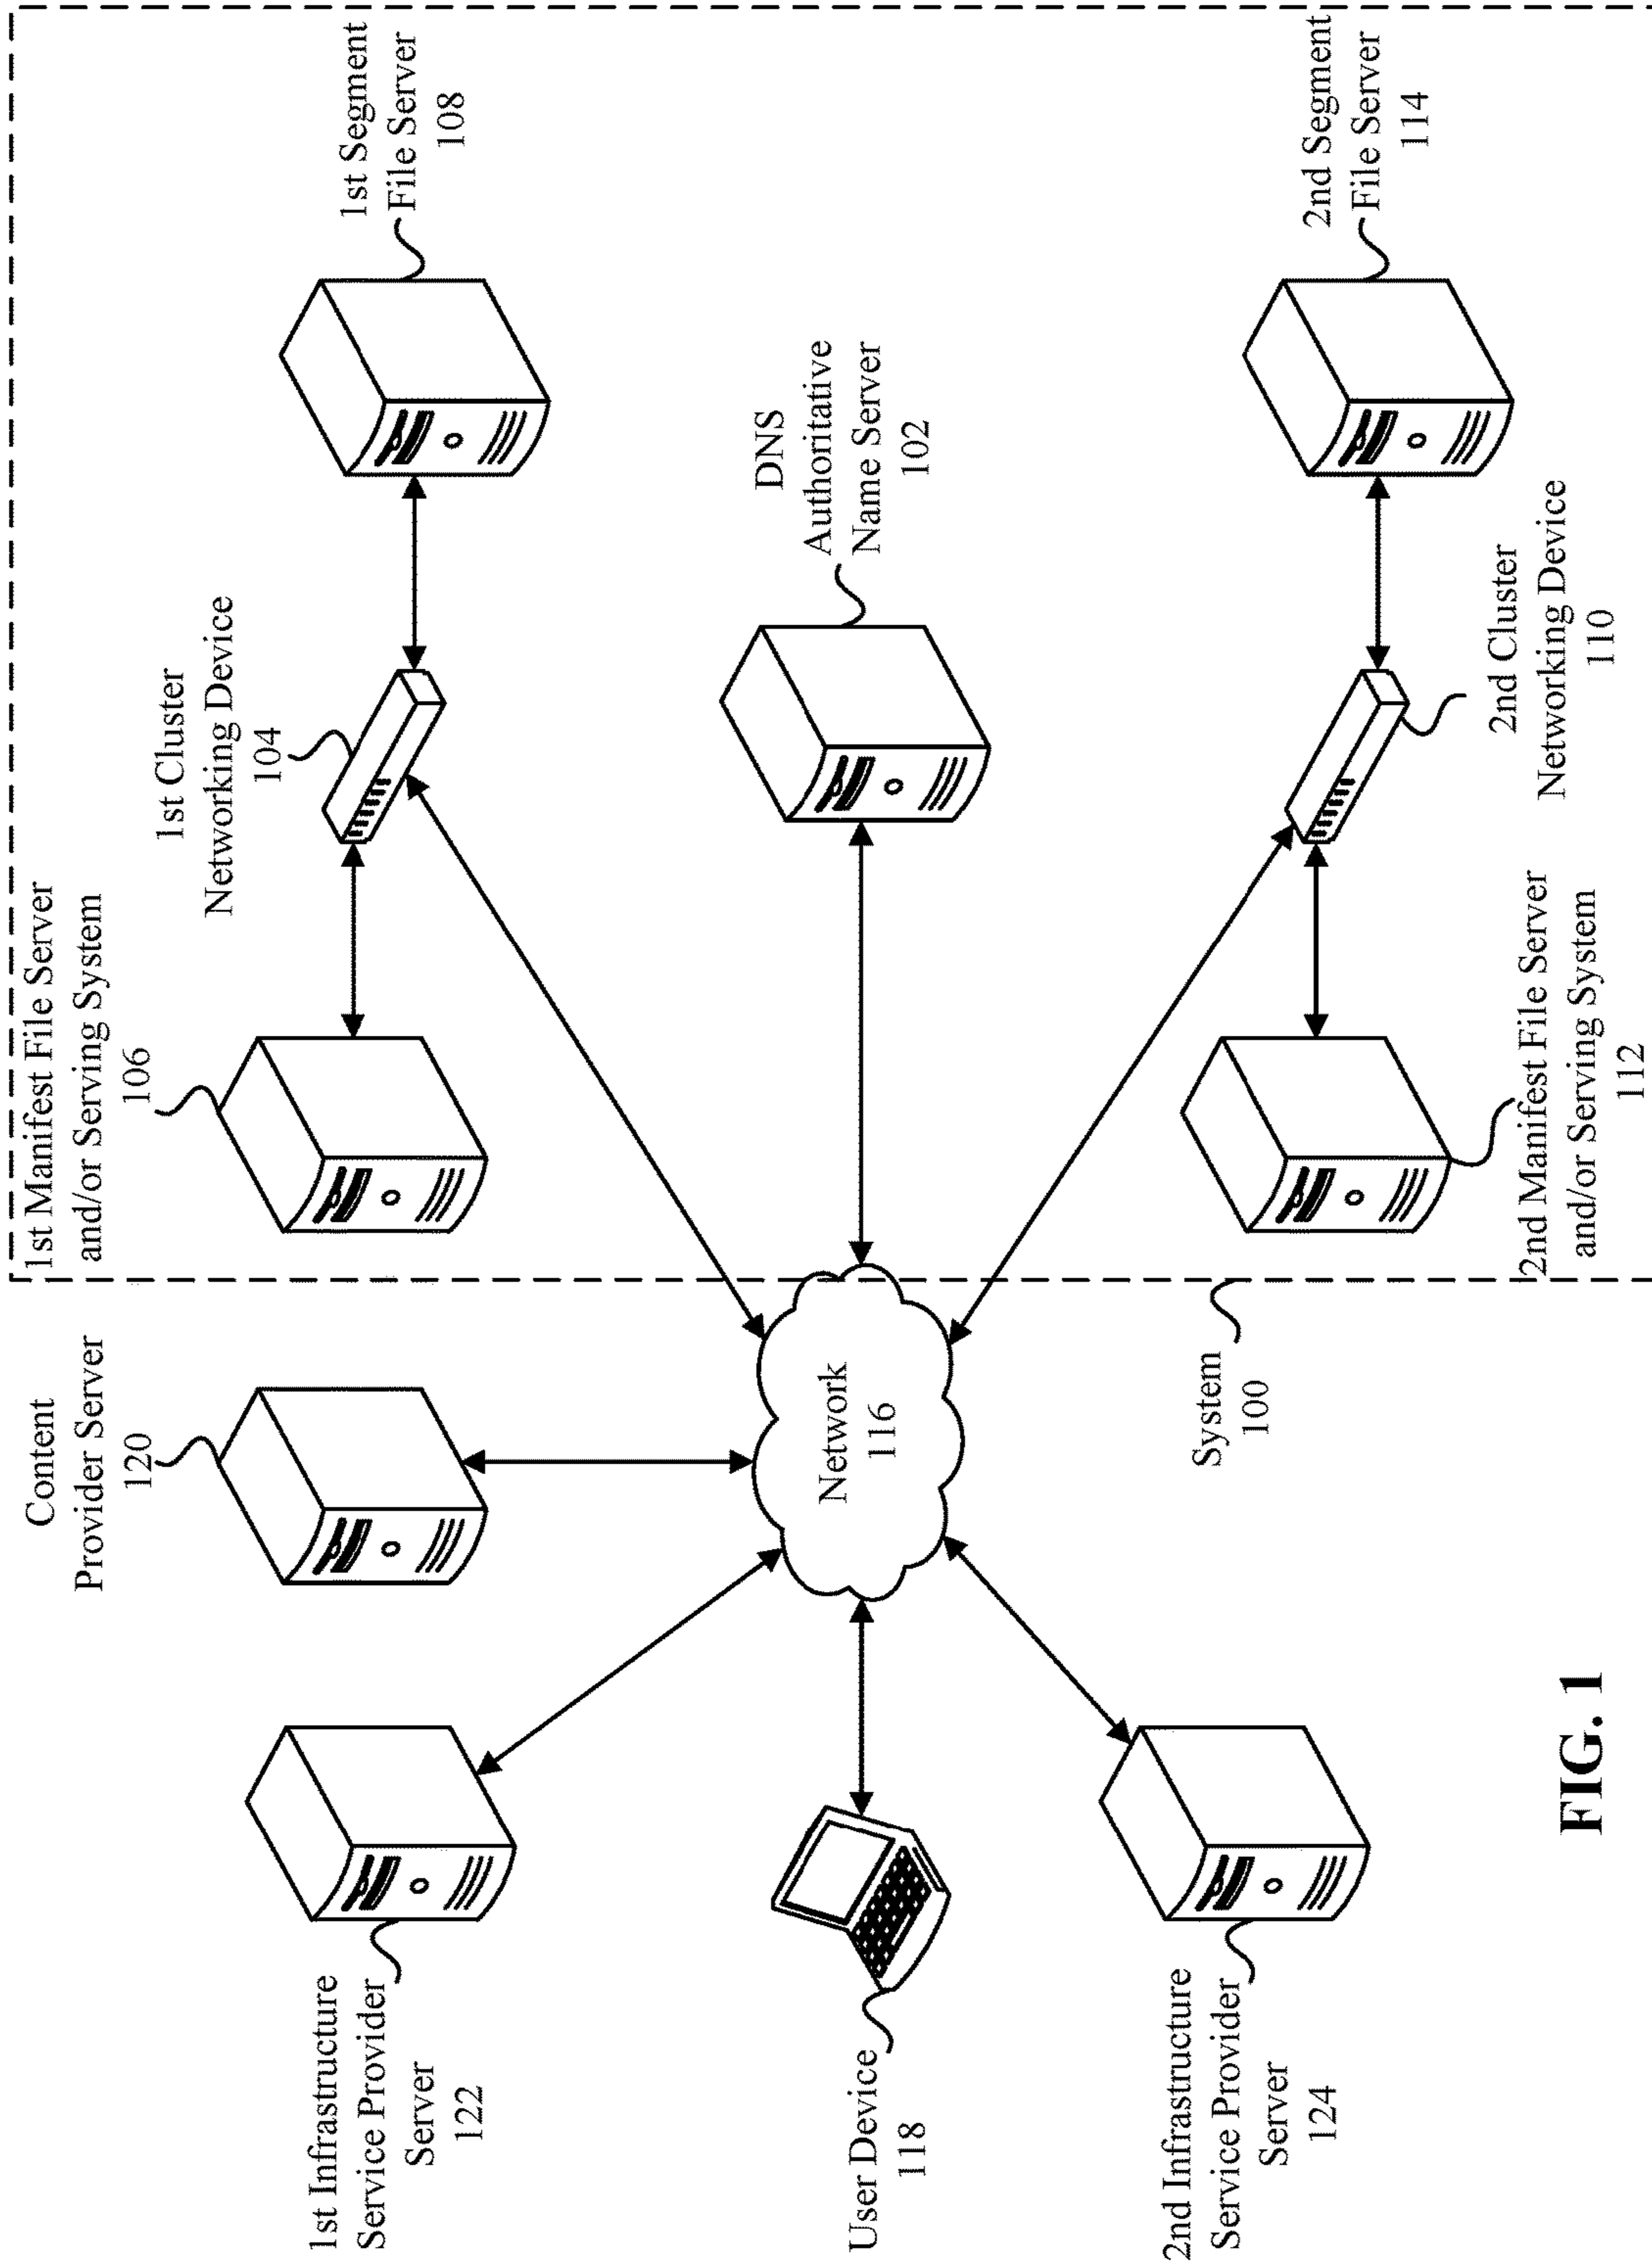 1st Manifest File Server
and/or Serving System
106
1st Cluster
Networking Device
104
1st Segment
File Server
108
Content
Provider Server
120
1st Infrastructure
Service Provider
Server
122
DNS
Authoritative
Name Server
102
Network
116
User Device
118
2nd Infrastructure
Service Provider
Server
124
System
100
2nd Manifest File Server
and/or Serving System
112
2nd Cluster
Networking Device
110
2nd Segment
File Server
114
FIG. 1